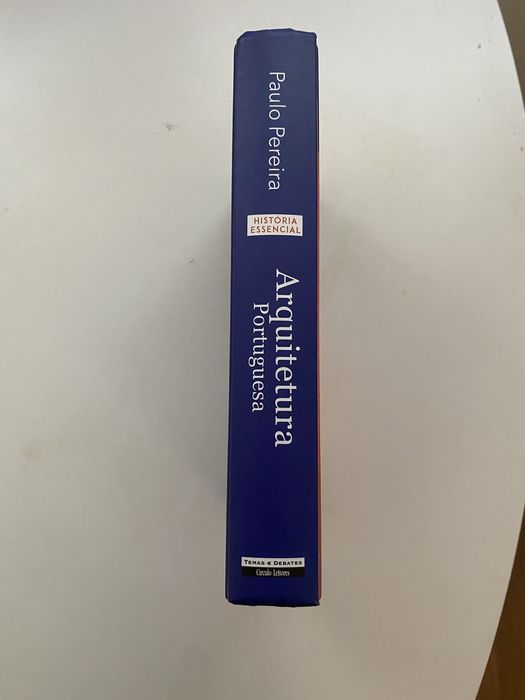 Paulo Pereira
HISTÓRIA
ESSENCIAL
Arquitetura
Portuguesa
TEMAS E DEBATES
Círculo Leitores